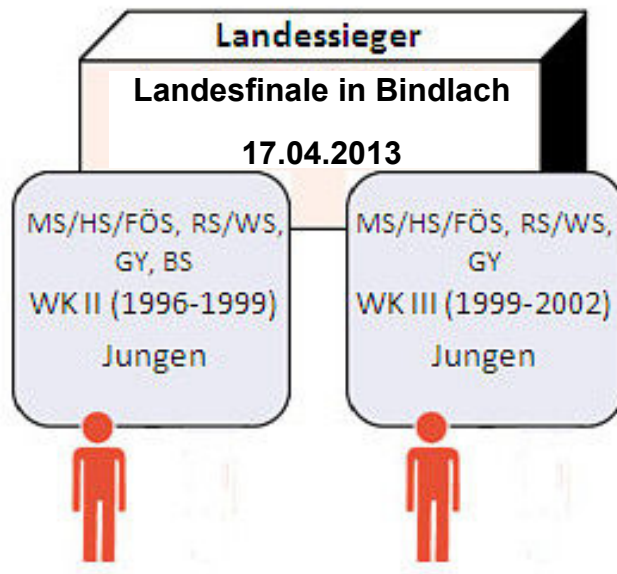 Landessieger
Landesfinale in Bindlach
17.04.2013
MS/HS/FÖS, RS/WS,
GY, BS
WK II (1996-1999)
Jungen
MS/HS/FÖS, RS/WS,
GY
WK III (1999-2002)
Jungen